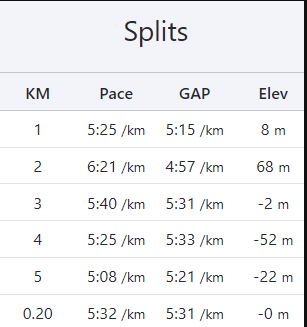 Splits
KM Pace GAP Elev
1 5:25 /km 5:15 /km 8 m
2 6:21 /km 4:57 /km 68 m
3 5:40 /km 5:31 /km -2 m
4 5:25 /km 5:33 /km -52 m
5 5:08 /km 5:21 /km -22 m
0.20 5:32 /km 5:31 /km -0 m